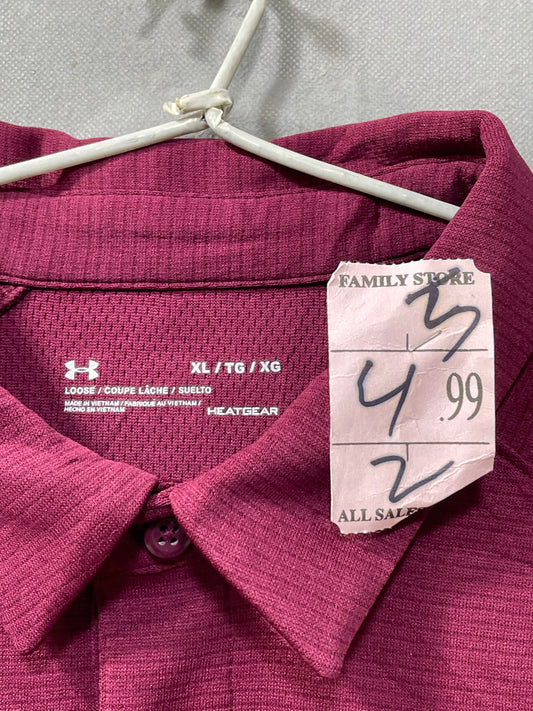 XL / TG / XG
LOOSE / COUPE LÂCHE / SUELTO
MADE IN VIETNAM / FABRIQUÉ AU VIETNAM /
HECHO EN VIETNAM
HEATGEAR
FAMILY STORE
3
4 .99
2
ALL SALES